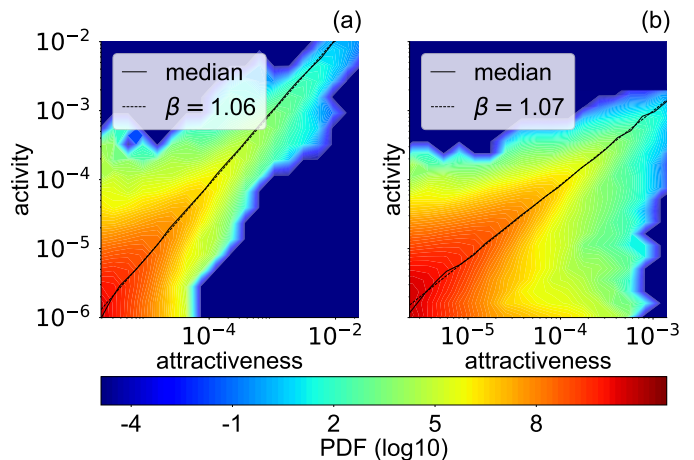 (a)
(b)
10⁻²
10⁻³
10⁻⁴
10⁻⁵
10⁻⁶
activity
median
β = 1.06
10⁻⁴
10⁻²
attractiveness
activity
median
β = 1.07
10⁻⁵
10⁻⁴
10⁻³
attractiveness
-4
-1
2
5
8
PDF (log10)